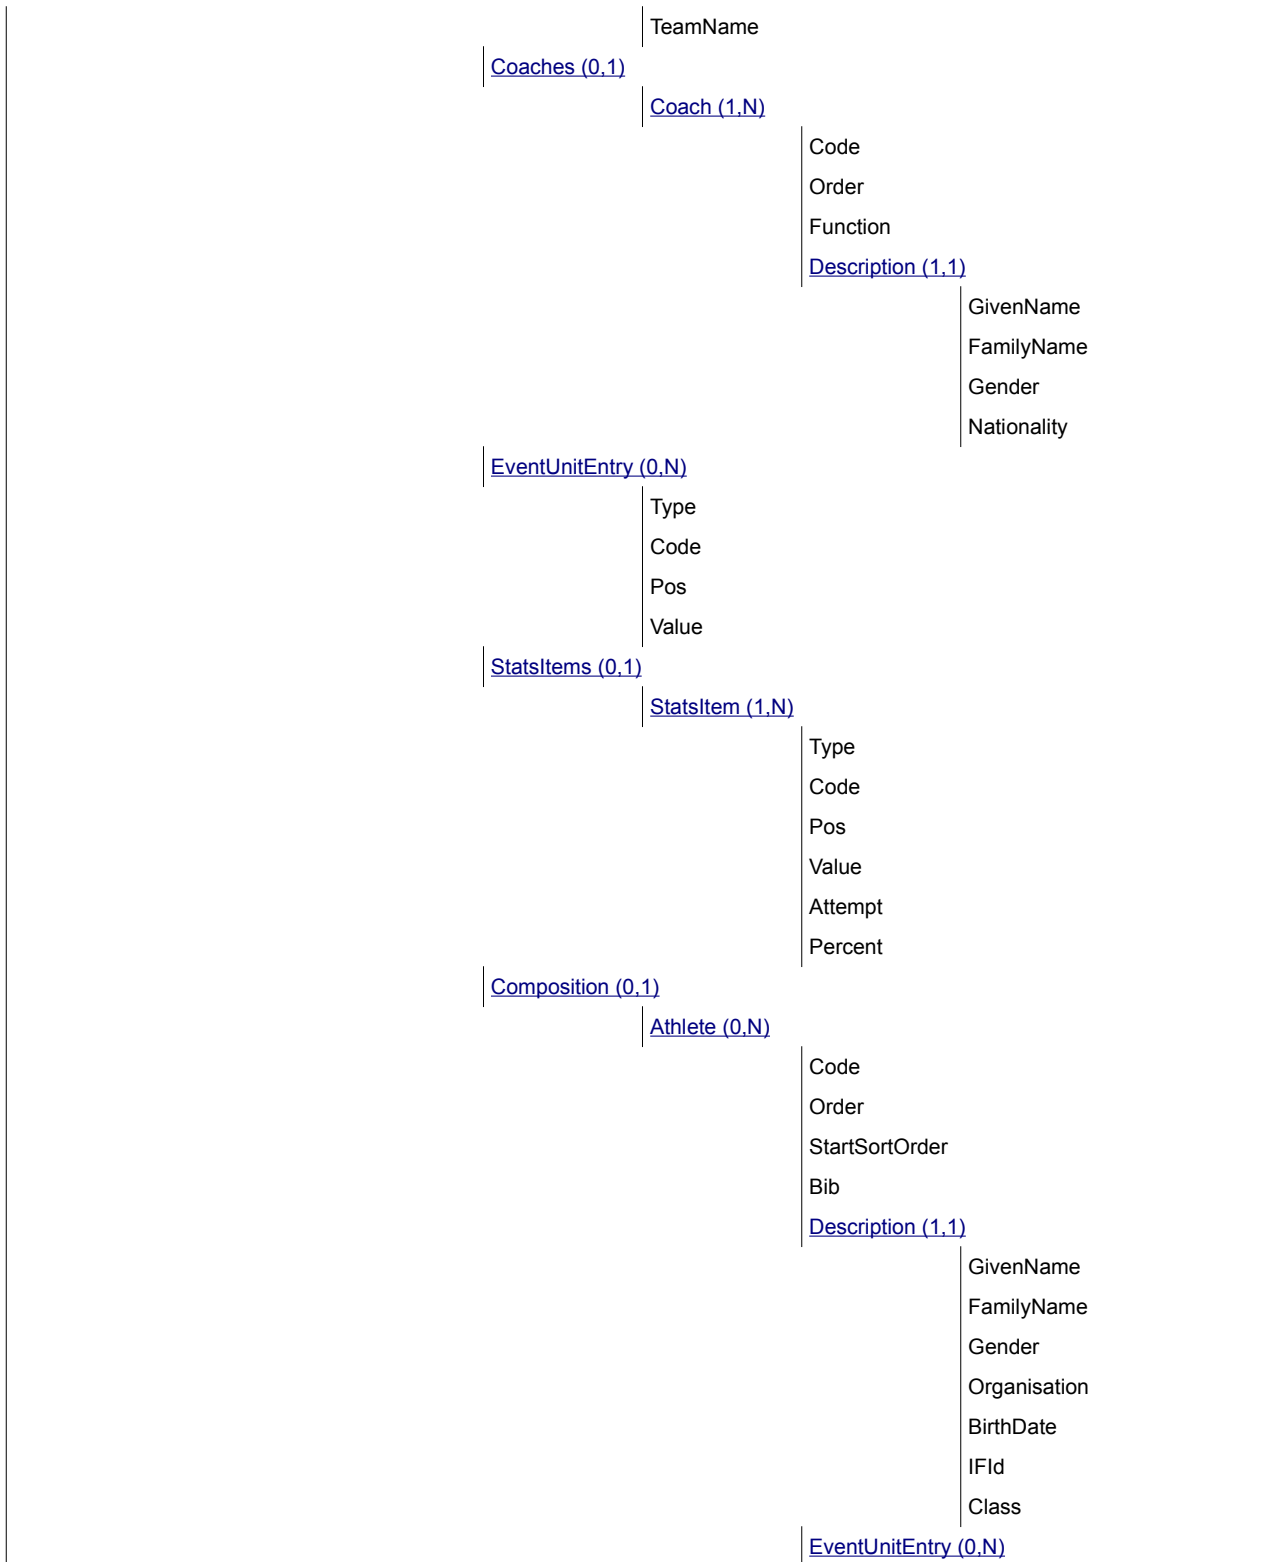 TeamName
Coaches (0,1)
Coach (1,N)
Code
Order
Function
Description (1,1)
GivenName
FamilyName
Gender
Nationality
EventUnitEntry (0,N)
Type
Code
Pos
Value
StatsItems (0,1)
StatsItem (1,N)
Type
Code
Pos
Value
Attempt
Percent
Composition (0,1)
Athlete (0,N)
Code
Order
StartSortOrder
Bib
Description (1,1)
GivenName
FamilyName
Gender
Organisation
BirthDate
IFId
Class
EventUnitEntry (0,N)